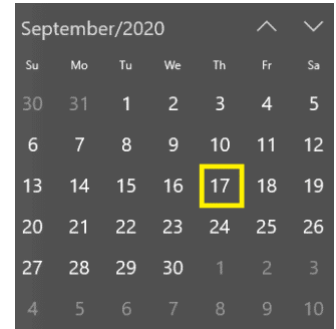 September/2020
Su Mo Tu We Th Fr Sa
30 31 1 2 3 4 5
6 7 8 9 10 11 12
13 14 15 16 17 18 19
20 21 22 23 24 25 26
27 28 29 30 1 2 3
4 5 6 7 8 9 10